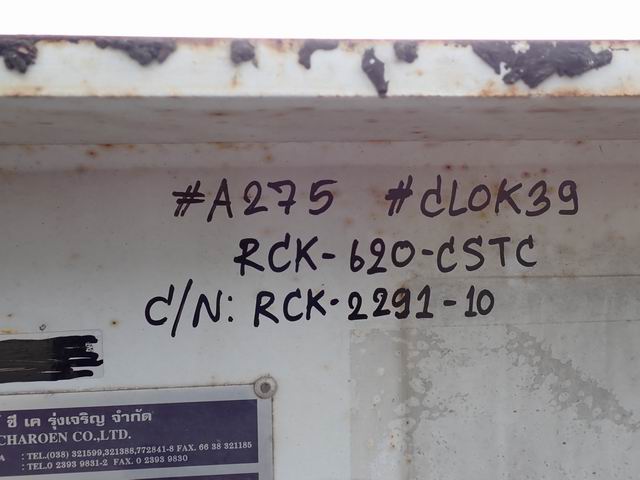 #A275 #CLOK39
RCK-620-CSTC
C/N: RCK-2291-10
ซี เค รุ่งเจริญ จำกัด
CHAROEN CO.,LTD.
: TEL.(038) 321599,321388,772841-8 FAX. 66 38 321185
: TEL.0 2393 9831-2 FAX. 0 2393 9830